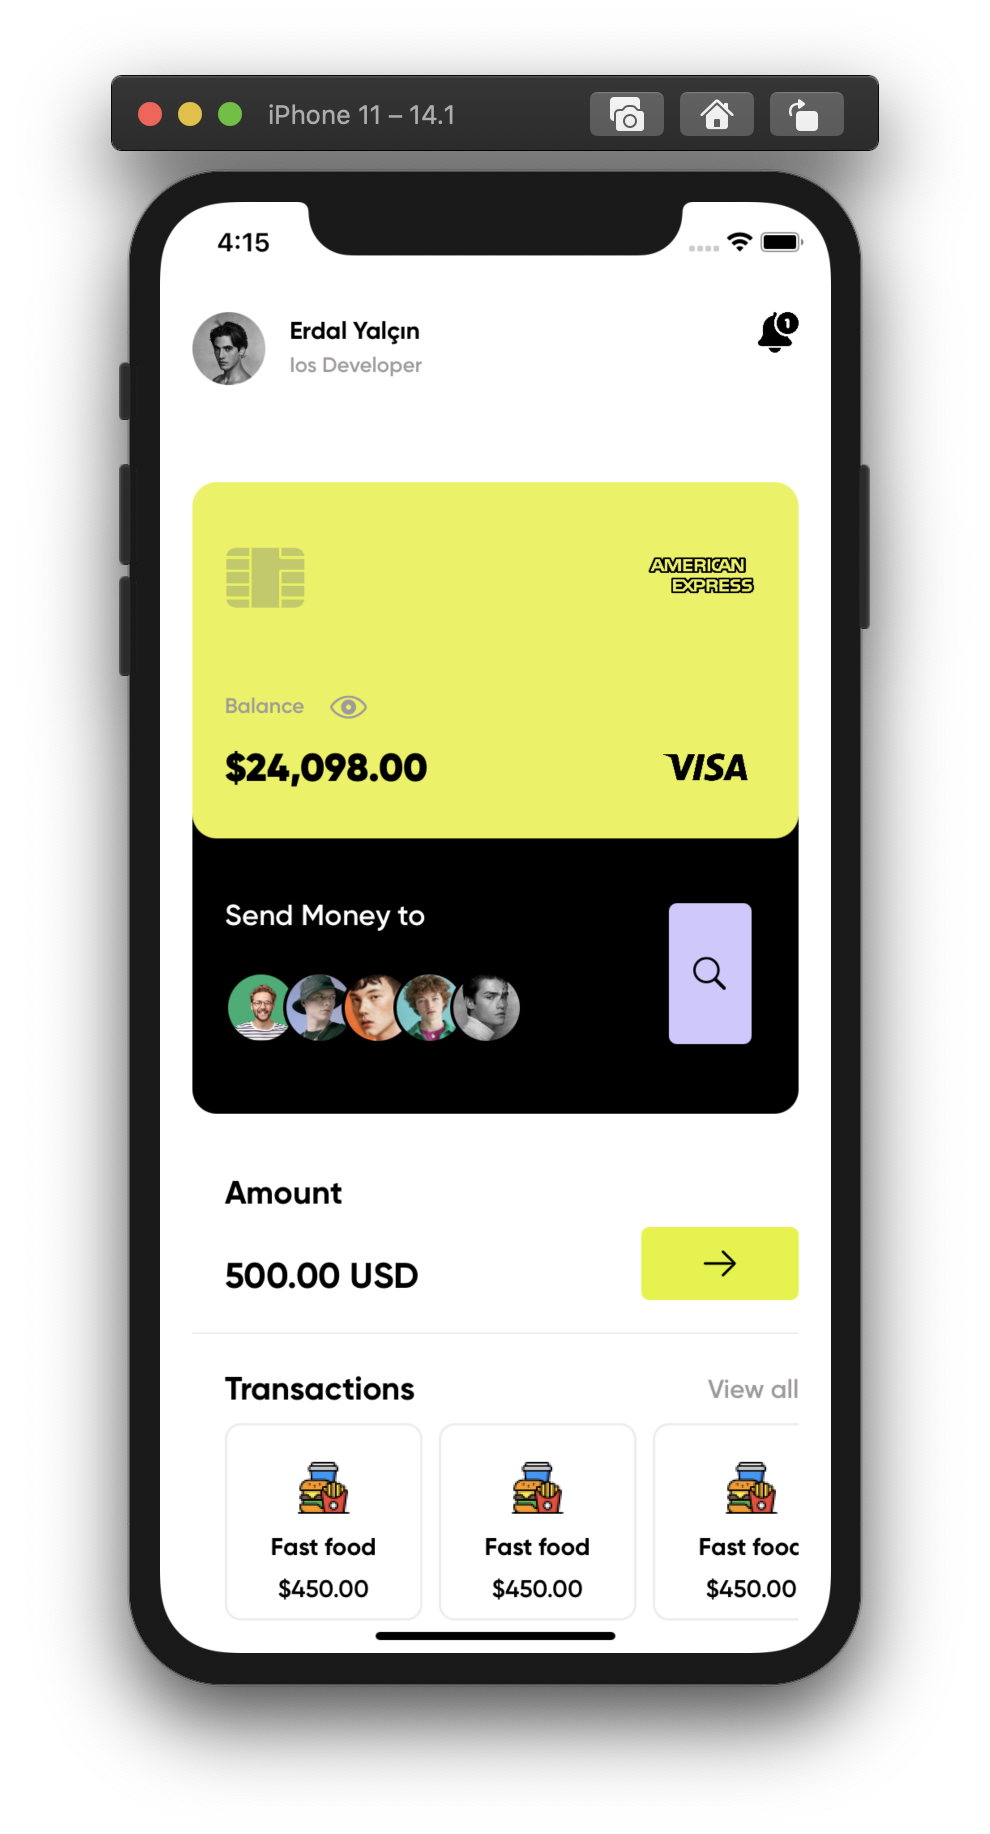 iPhone 11 – 14.1
4:15
1
Erdal Yalçın
Ios Developer
AMERICAN
EXPRESS
Balance
$24,098.00
VISA
Send Money to
Amount
500.00 USD
Transactions
View all
Fast food
$450.00
Fast food
$450.00
Fast food
$450.00